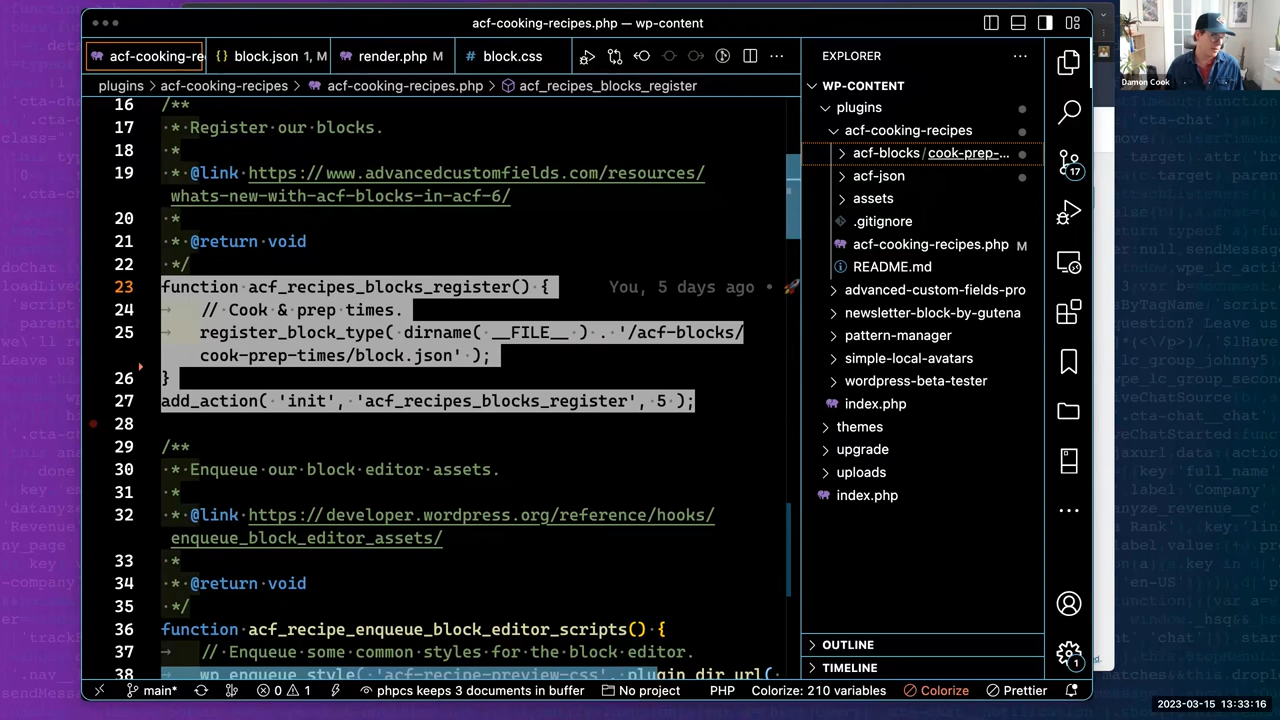 acf-cooking-recipes.php — wp-content
acf-cooking-re
{} block.json 1, M
render.php M
# block.css
plugins > acf-cooking-recipes > acf-cooking-recipes.php > acf_recipes_blocks_register
16 /**
17 * Register our blocks.
18 *
19 * @link https://www.advancedcustomfields.com/resources/
whats-new-with-acf-blocks-in-acf-6/
20 *
21 * @return void
22 */
23 function acf_recipes_blocks_register() { You, 5 days ago •
24 // Cook & prep times.
25 register_block_type( dirname( __FILE__ ) . '/acf-blocks/
cook-prep-times/block.json' );
26 }
27 add_action( 'init', 'acf_recipes_blocks_register', 5 );
28
29 /**
30 * Enqueue our block editor assets.
31 *
32 * @link https://developer.wordpress.org/reference/hooks/
enqueue_block_editor_assets/
33 *
34 * @return void
35 */
36 function acf_recipe_enqueue_block_editor_scripts() {
37 // Enqueue some common styles for the block editor.
38 wp_enqueue_style( 'acf-recipe-preview-css', plugin_dir_url(
EXPLORER
WP-CONTENT
plugins
acf-cooking-recipes
acf-blocks / cook-prep-...
acf-json
assets
.gitignore
acf-cooking-recipes.php M
README.md
advanced-custom-fields-pro
newsletter-block-by-gutena
pattern-manager
simple-local-avatars
wordpress-beta-tester
index.php
themes
upgrade
uploads
index.php
OUTLINE
TIMELINE
17
1
main* 0 1 phpcs keeps 3 documents in buffer No project PHP Colorize: 210 variables Colorize Prettier
Damon Cook
2023-03-15 13:33:16